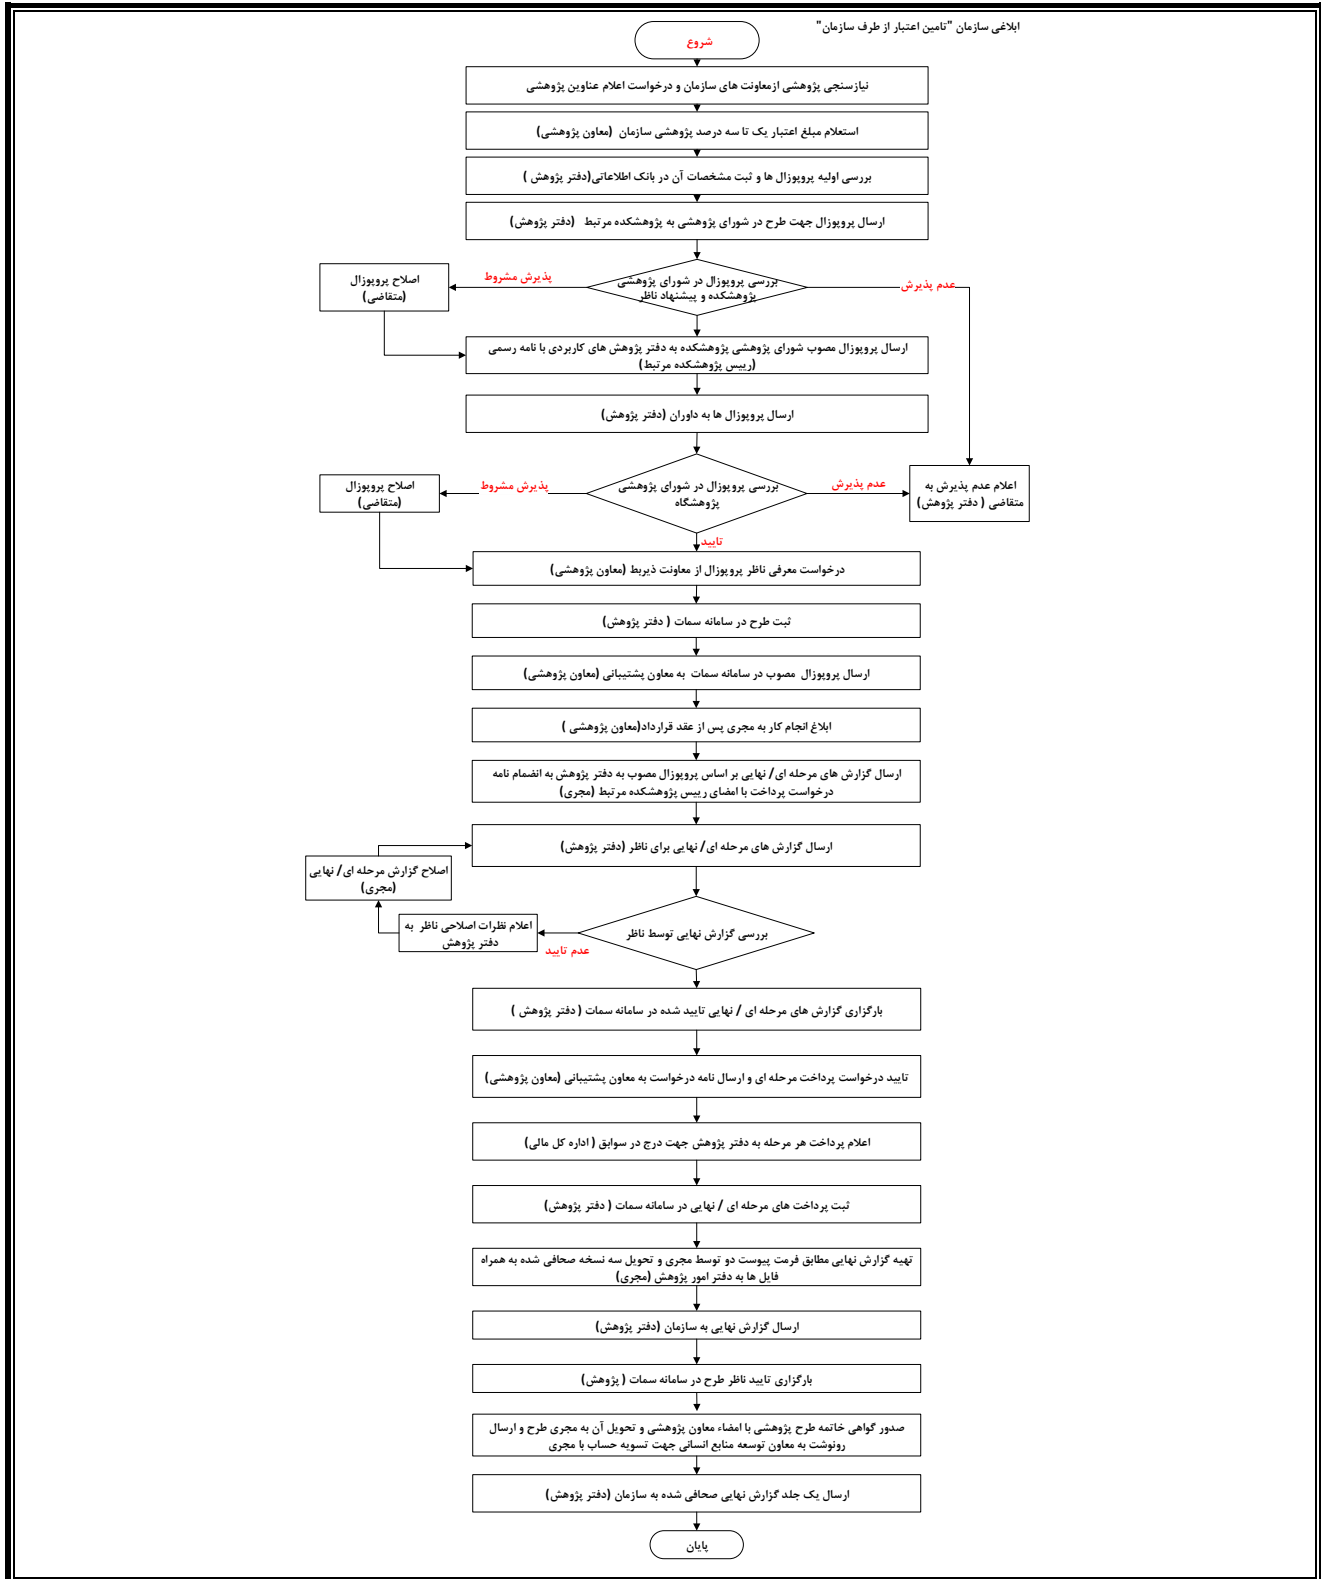 ابلاغی سازمان "تامین اعتبار از طرف سازمان"
شروع
نیازسنجی پژوهشی ازمعاونت های سازمان و درخواست اعلام عناوین پژوهشی
استعلام مبلغ اعتبار یک تا سه درصد پژوهشی سازمان (معاون پژوهشی)
بررسی اولیه پروپوزال ها و ثبت مشخصات آن در بانک اطلاعاتی(دفتر پژوهش )
ارسال پروپوزال جهت طرح در شورای پژوهشی به پژوهشکده مرتبط (دفتر پژوهش)
بررسی پروپوزال در شورای پژوهشی
پژوهشکده و پیشنهاد ناظر
عدم پذیرش
پذیرش مشروط
اصلاح پروپوزال
(متقاضی)
ارسال پروپوزال مصوب شورای پژوهشی پژوهشکده به دفتر پژوهش های کاربردی با نامه رسمی
(رییس پژوهشکده مرتبط)
ارسال پروپوزال ها به داوران (دفتر پژوهش)
بررسی پروپوزال در شورای پژوهشی
پژوهشگاه
عدم پذیرش
اعلام عدم پذیرش به
متقاضی ( دفتر پژوهش)
پذیرش مشروط
اصلاح پروپوزال
(متقاضی)
تایید
درخواست معرفی ناظر پروپوزال از معاونت ذیربط (معاون پژوهشی)
ثبت طرح در سامانه سمات ( دفتر پژوهش)
ارسال پروپوزال مصوب در سامانه سمات به معاون پشتیبانی (معاون پژوهشی)
ابلاغ انجام کار به مجری پس از عقد قرارداد(معاون پژوهشی )
ارسال گزارش های مرحله ای/ نهایی بر اساس پروپوزال مصوب به دفتر پژوهش به انضمام نامه
درخواست پرداخت با امضای رییس پژوهشکده مرتبط (مجری)
ارسال گزارش های مرحله ای/ نهایی برای ناظر (دفتر پژوهش)
اصلاح گزارش مرحله ای/ نهایی
(مجری)
بررسی گزارش نهایی توسط ناظر
عدم تایید
اعلام نظرات اصلاحی ناظر به
دفتر پژوهش
بارگزاری گزارش های مرحله ای / نهایی تایید شده در سامانه سمات ( دفتر پژوهش )
تایید درخواست پرداخت مرحله ای و ارسال نامه درخواست به معاون پشتیبانی (معاون پژوهشی)
اعلام پرداخت هر مرحله به دفتر پژوهش جهت درج در سوابق ( اداره کل مالی)
ثبت پرداخت های مرحله ای / نهایی در سامانه سمات ( دفتر پژوهش)
تهیه گزارش نهایی مطابق فرمت پیوست دو توسط مجری و تحویل سه نسخه صحافی شده به همراه
فایل ها به دفتر امور پژوهش (مجری)
ارسال گزارش نهایی به سازمان (دفتر پژوهش)
بارگزاری تایید ناظر طرح در سامانه سمات ( پژوهش)
صدور گواهی خاتمه طرح پژوهشی با امضاء معاون پژوهشی و تحویل آن به مجری طرح و ارسال
رونوشت به معاون توسعه منابع انسانی جهت تسویه حساب با مجری
ارسال یک جلد گزارش نهایی صحافی شده به سازمان (دفتر پژوهش)
پایان